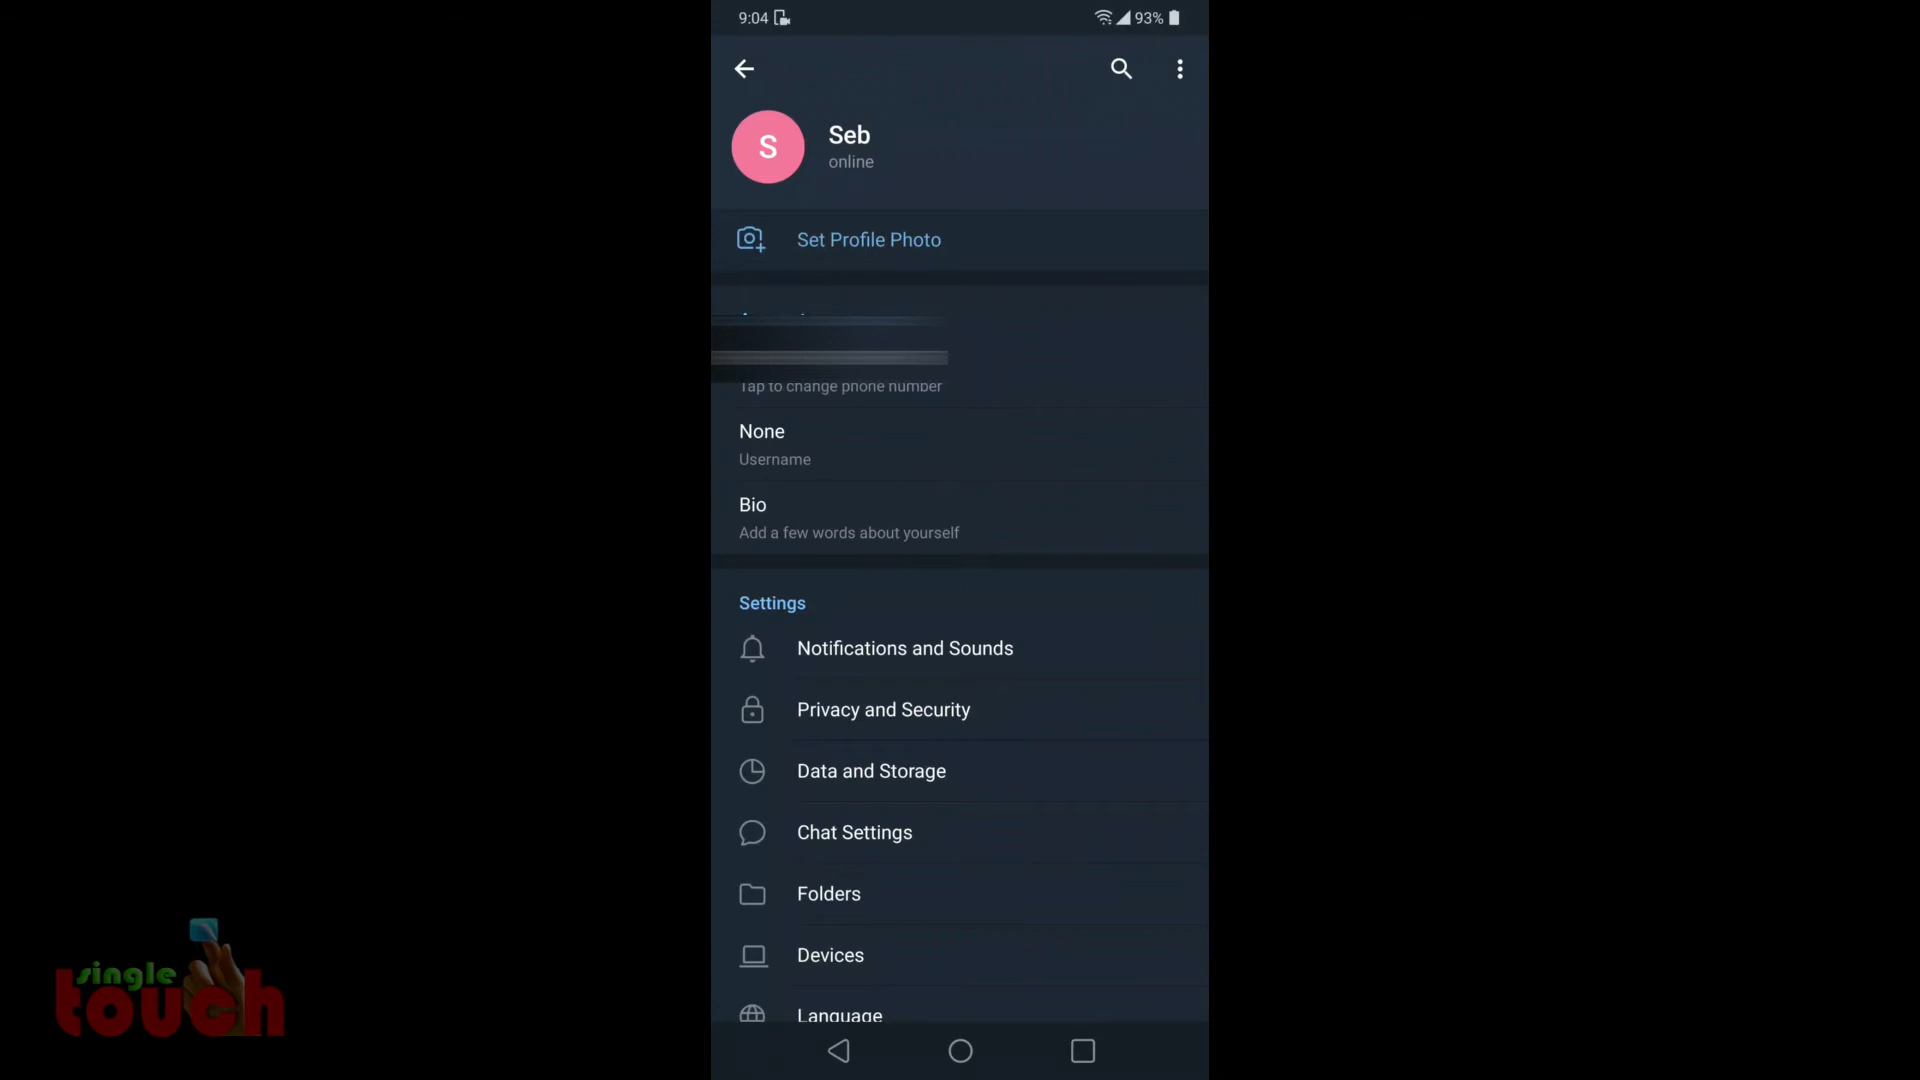 9:04
93%
S
Seb
online
Set Profile Photo
Tap to change phone number
None
Username
Bio
Add a few words about yourself
Settings
Notifications and Sounds
Privacy and Security
Data and Storage
Chat Settings
Folders
Devices
Language
single
touch